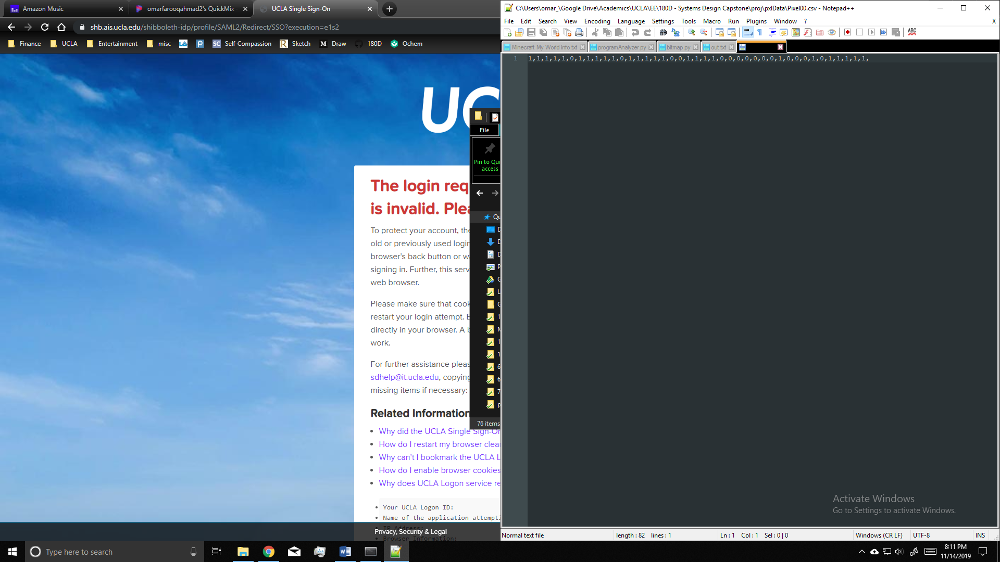 Amazon Music
omarfarooqahmad2's QuickMix -
UCLA Single Sign-On
shb.ais.ucla.edu/shibboleth-idp/profile/SAML2/Redirect/SSO?execution=e1s2
Finance UCLA Entertainment misc SC Self-Compassion R Sketch M Draw 180D Ochem
UC
File
Pin to Qui
access
The login req
is invalid. Plea
To protect your account, the
old or previously used login
browser's back button or w
signing in. Further, this serv
web browser.
Please make sure that cook
restart your login attempt.
directly in your browser. A b
work.
For further assistance pleas
sdhelp@it.ucla.edu, copying
missing items if necessary:
Related Information
Why did the UCLA Single Sign-On
How do I restart my browser clea
Why can't I bookmark the UCLA L
How do I enable browser cookies
Why does UCLA Logon service re
Your UCLA Logon ID:
Name of the application attempti
IP Address:
Browser Information:
Privacy, Security & Legal
Qu
D
D
D
P
G
U
G
1
M
1
1
6
6
7
p
76 items
C:\Users\omar_\Google Drive\Academics\UCLA\EE\180D - Systems Design Capstone\proj\pxlData\Pixel00.csv - Notepad++
File Edit Search View Encoding Language Settings Tools Macro Run Plugins Window ? X
ABC
Minecraft My World info.txt programAnalyzer.py bitmap.py out.txt
1 1,1,1,1,1,0,1,1,1,1,1,0,1,1,1,1,1,0,0,1,1,1,1,0,0,0,0,0,0,0,1,0,0,0,1,0,1,1,1,1,1,
Activate Windows
Go to Settings to activate Windows.
Normal text file length : 82 lines : 1 Ln : 1 Col : 1 Sel : 0 | 0 Windows (CR LF) UTF-8 INS
Type here to search
8:11 PM
11/14/2019